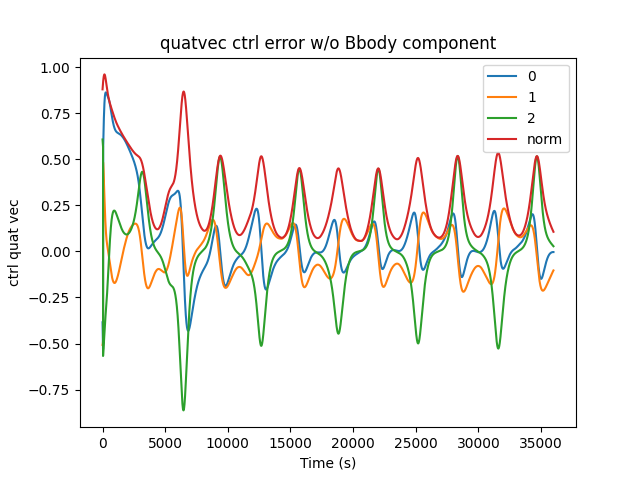 quatvec ctrl error w/o Bbody component
1.00
0.75
0.50
0.25
0.00
−0.25
−0.50
−0.75
ctrl quat vec
0
1
2
norm
0 5000 10000 15000 20000 25000 30000 35000
Time (s)